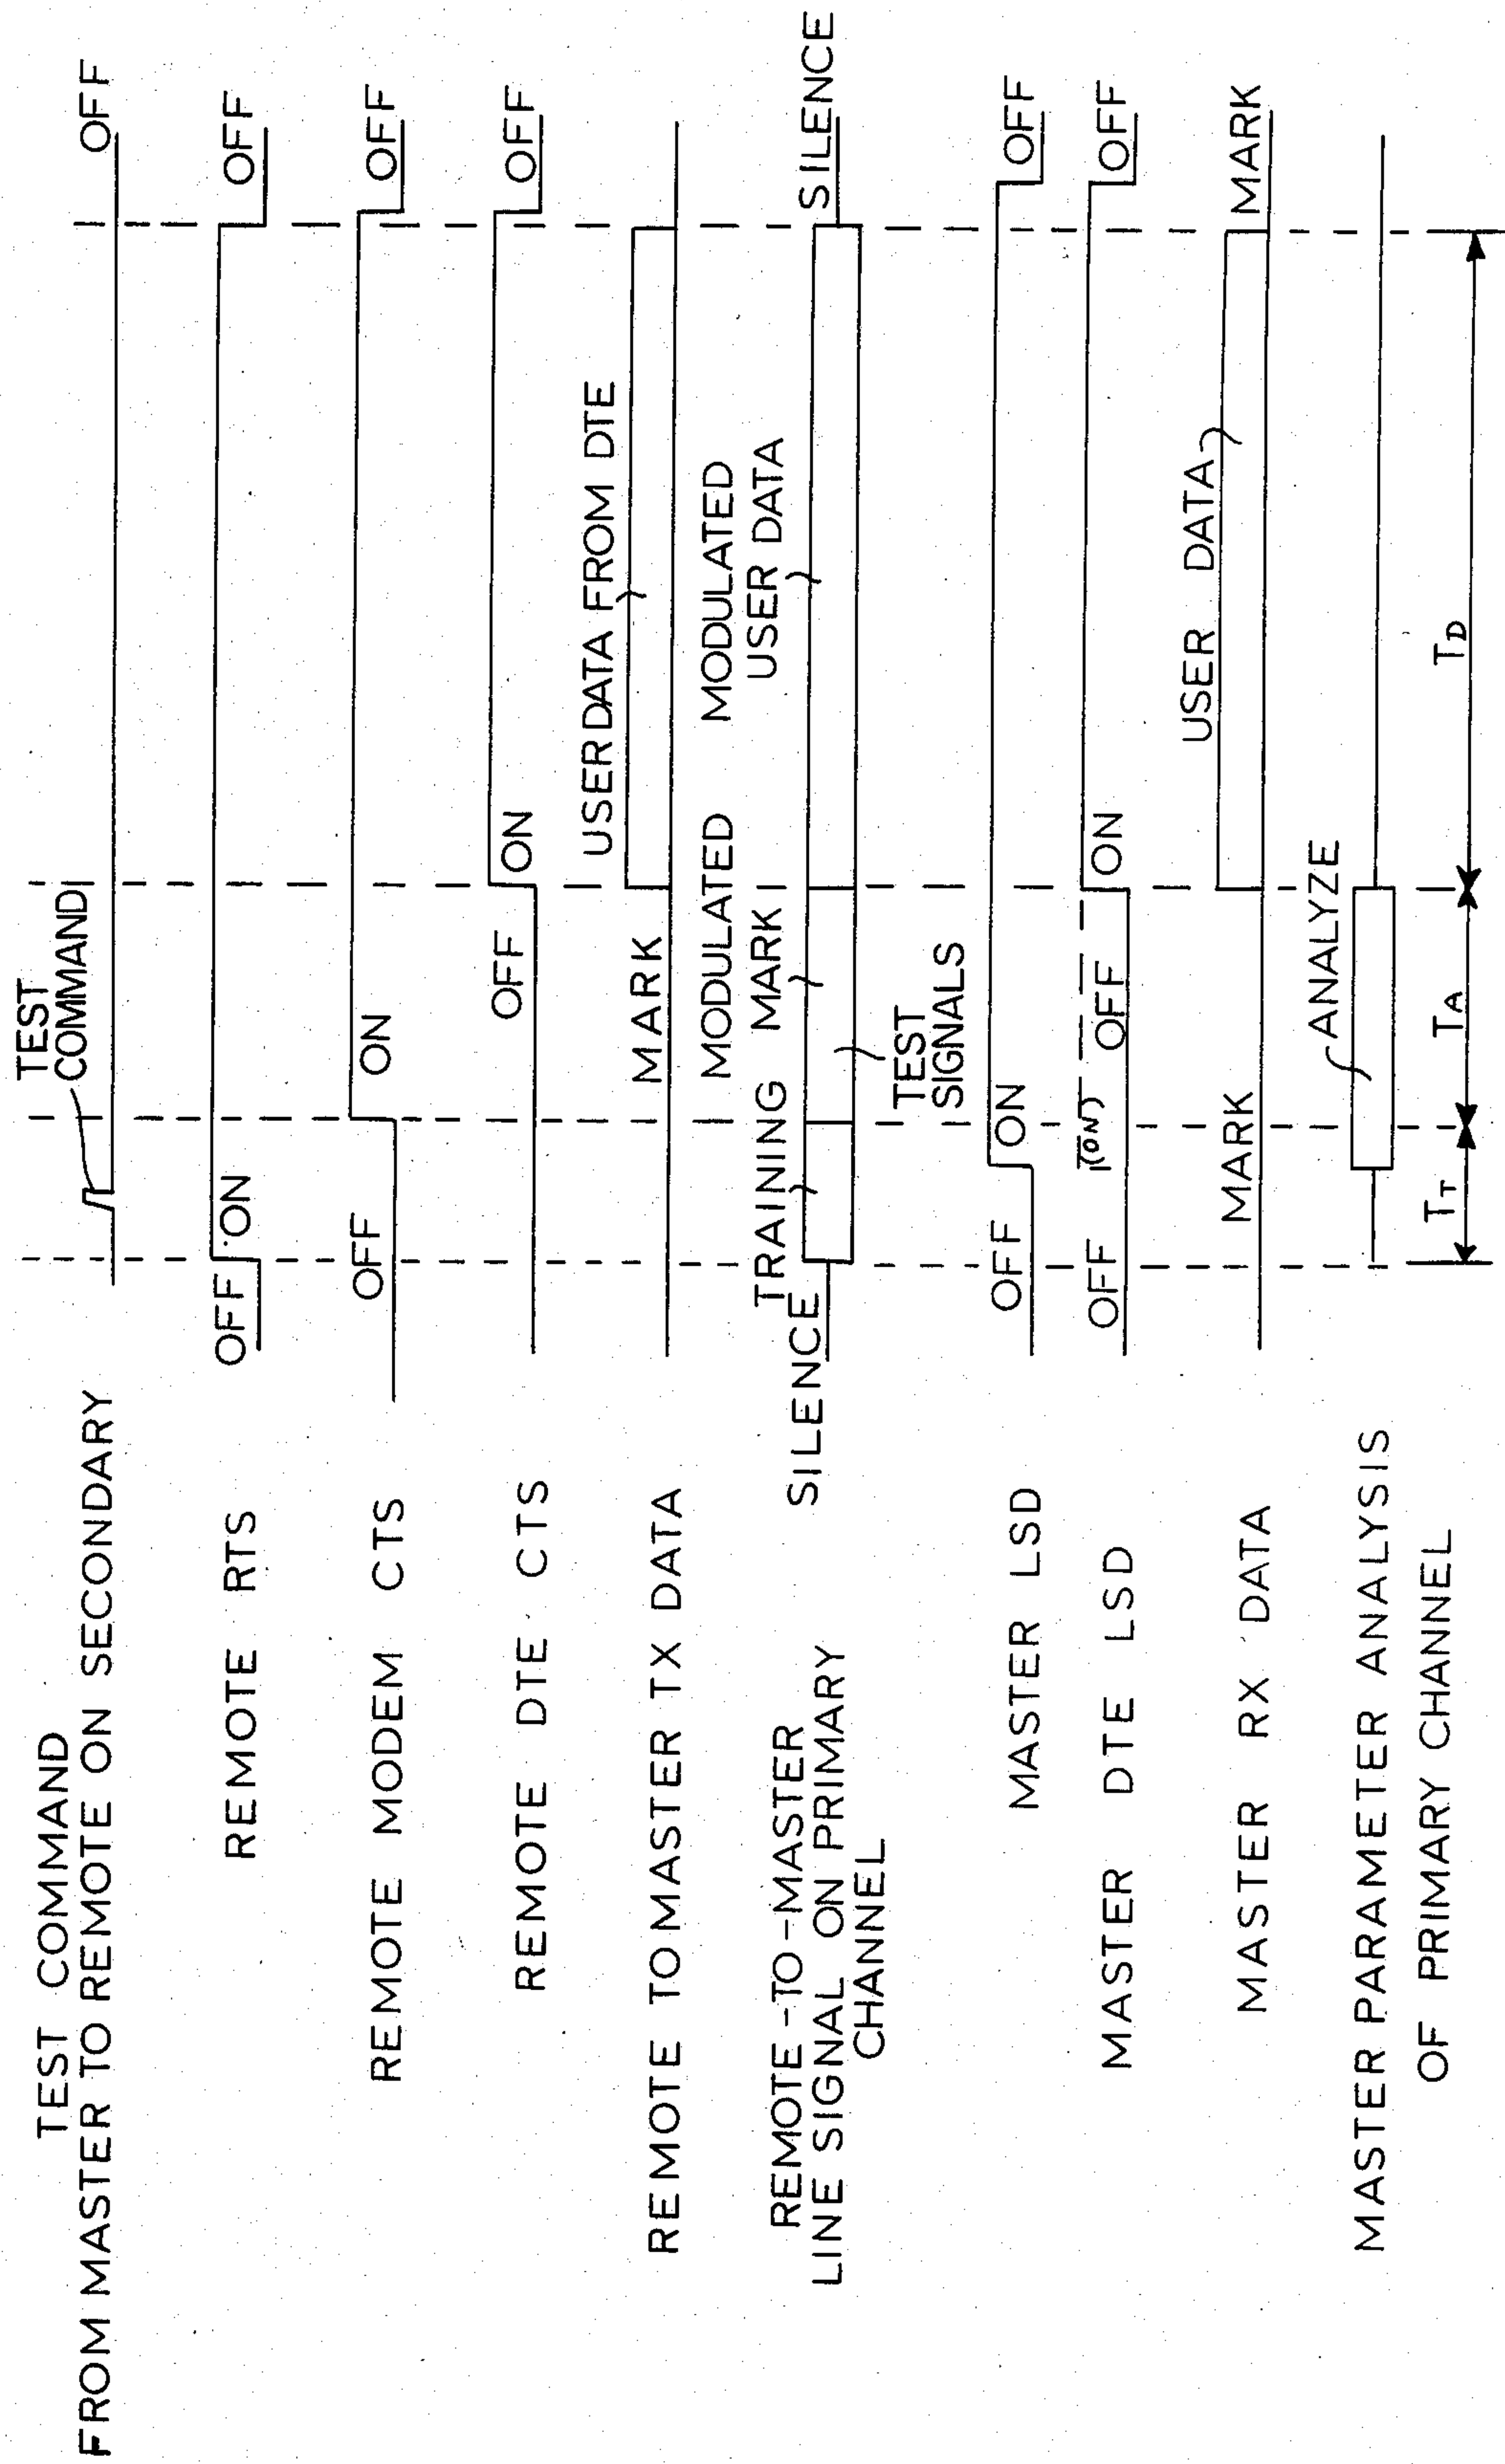 TEST COMMAND
FROM MASTER TO REMOTE ON SECONDARY
TEST
COMMAND
OFF
REMOTE RTS
OFF
ON
OFF
REMOTE MODEM CTS
OFF
ON
OFF
REMOTE DTE CTS
OFF
ON
OFF
REMOTE TO MASTER TX DATA
MARK
USER DATA FROM DTE
REMOTE-TO-MASTER
LINE SIGNAL ON PRIMARY
CHANNEL
SILENCE
TRAINING
MODULATED
MARK
TEST
SIGNALS
MODULATED
USER DATA
SILENCE
MASTER LSD
OFF
ON
OFF
MASTER DTE LSD
OFF
(ON)
OFF
ON
OFF
MASTER RX DATA
MARK
USER DATA
MARK
MASTER PARAMETER ANALYSIS
OF PRIMARY CHANNEL
ANALYZE
TT
TA
TD